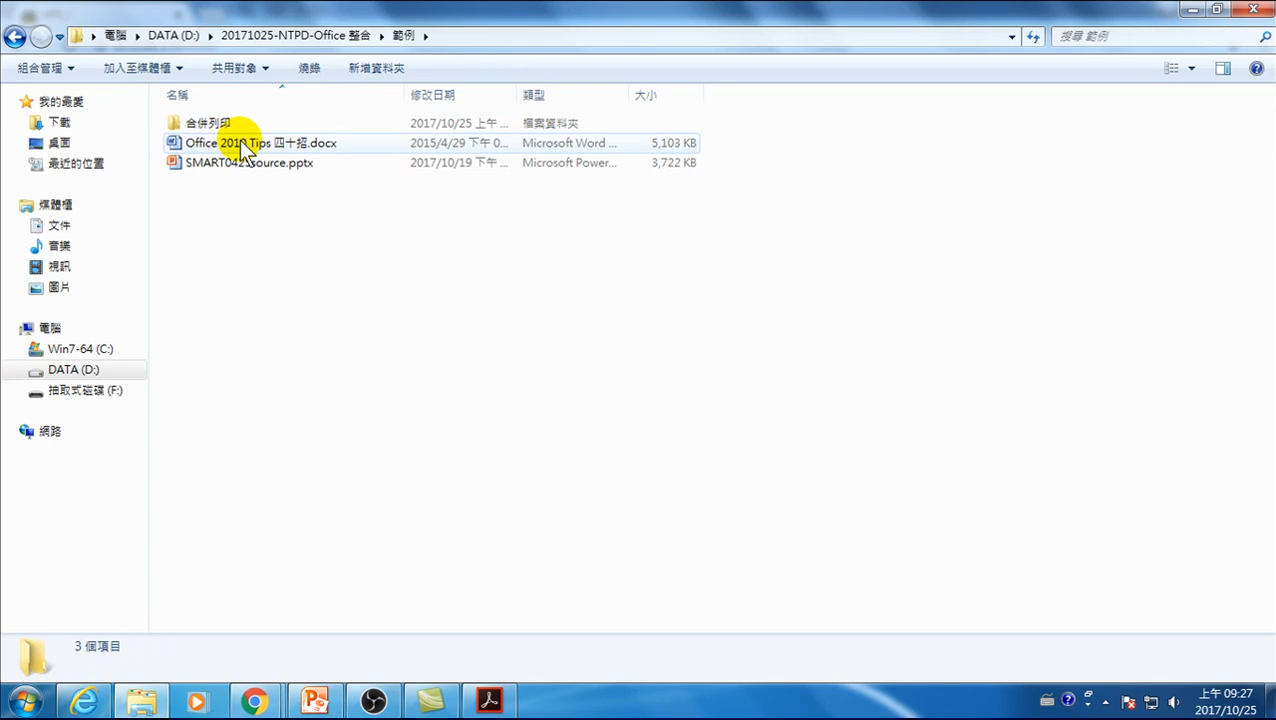 電腦 ▸ DATA (D:) ▸ 20171025-NTPD-Office 整合 ▸ 範例 ▸
搜尋 範例
組合管理 加入至媒體櫃 共用對象 燒錄 新增資料夾
名稱 修改日期 類型 大小
合併列印 2017/10/25 上午 ... 檔案資料夾
Office 2013 Tips 四十招.docx 2015/4/29 下午 0... Microsoft Word ... 5,103 KB
2017/10/19 下午 ... Microsoft Power... 3,722 KB
我的最愛
下載
桌面
最近的位置
媒體櫃
文件
音樂
視訊
圖片
電腦
Win7-64 (C:)
DATA (D:)
抽取式磁碟 (F:)
網路
3 個項目
上午 09:27
2017/10/25